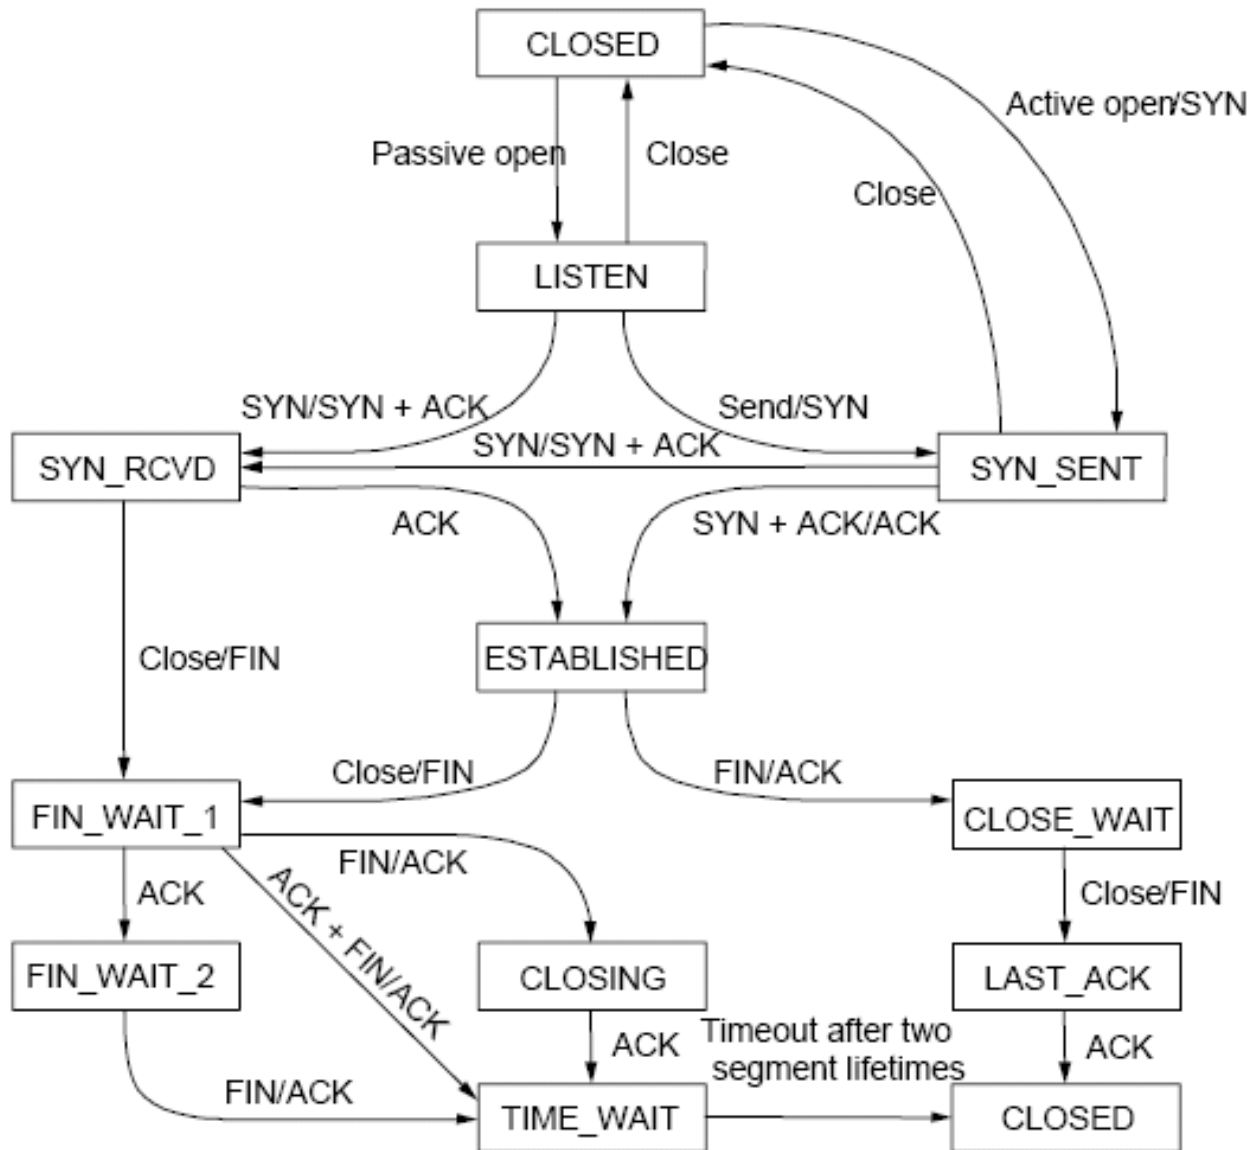 CLOSED
Active open/SYN
Passive open
Close
Close
LISTEN
SYN/SYN + ACK
Send/SYN
SYN/SYN + ACK
SYN_RCVD
SYN_SENT
ACK
SYN + ACK/ACK
Close/FIN
ESTABLISHED
Close/FIN
FIN/ACK
FIN_WAIT_1
CLOSE_WAIT
FIN/ACK
ACK
ACK + FIN/ACK
Close/FIN
FIN_WAIT_2
CLOSING
LAST_ACK
Timeout after two
segment lifetimes
ACK
ACK
FIN/ACK
TIME_WAIT
CLOSED